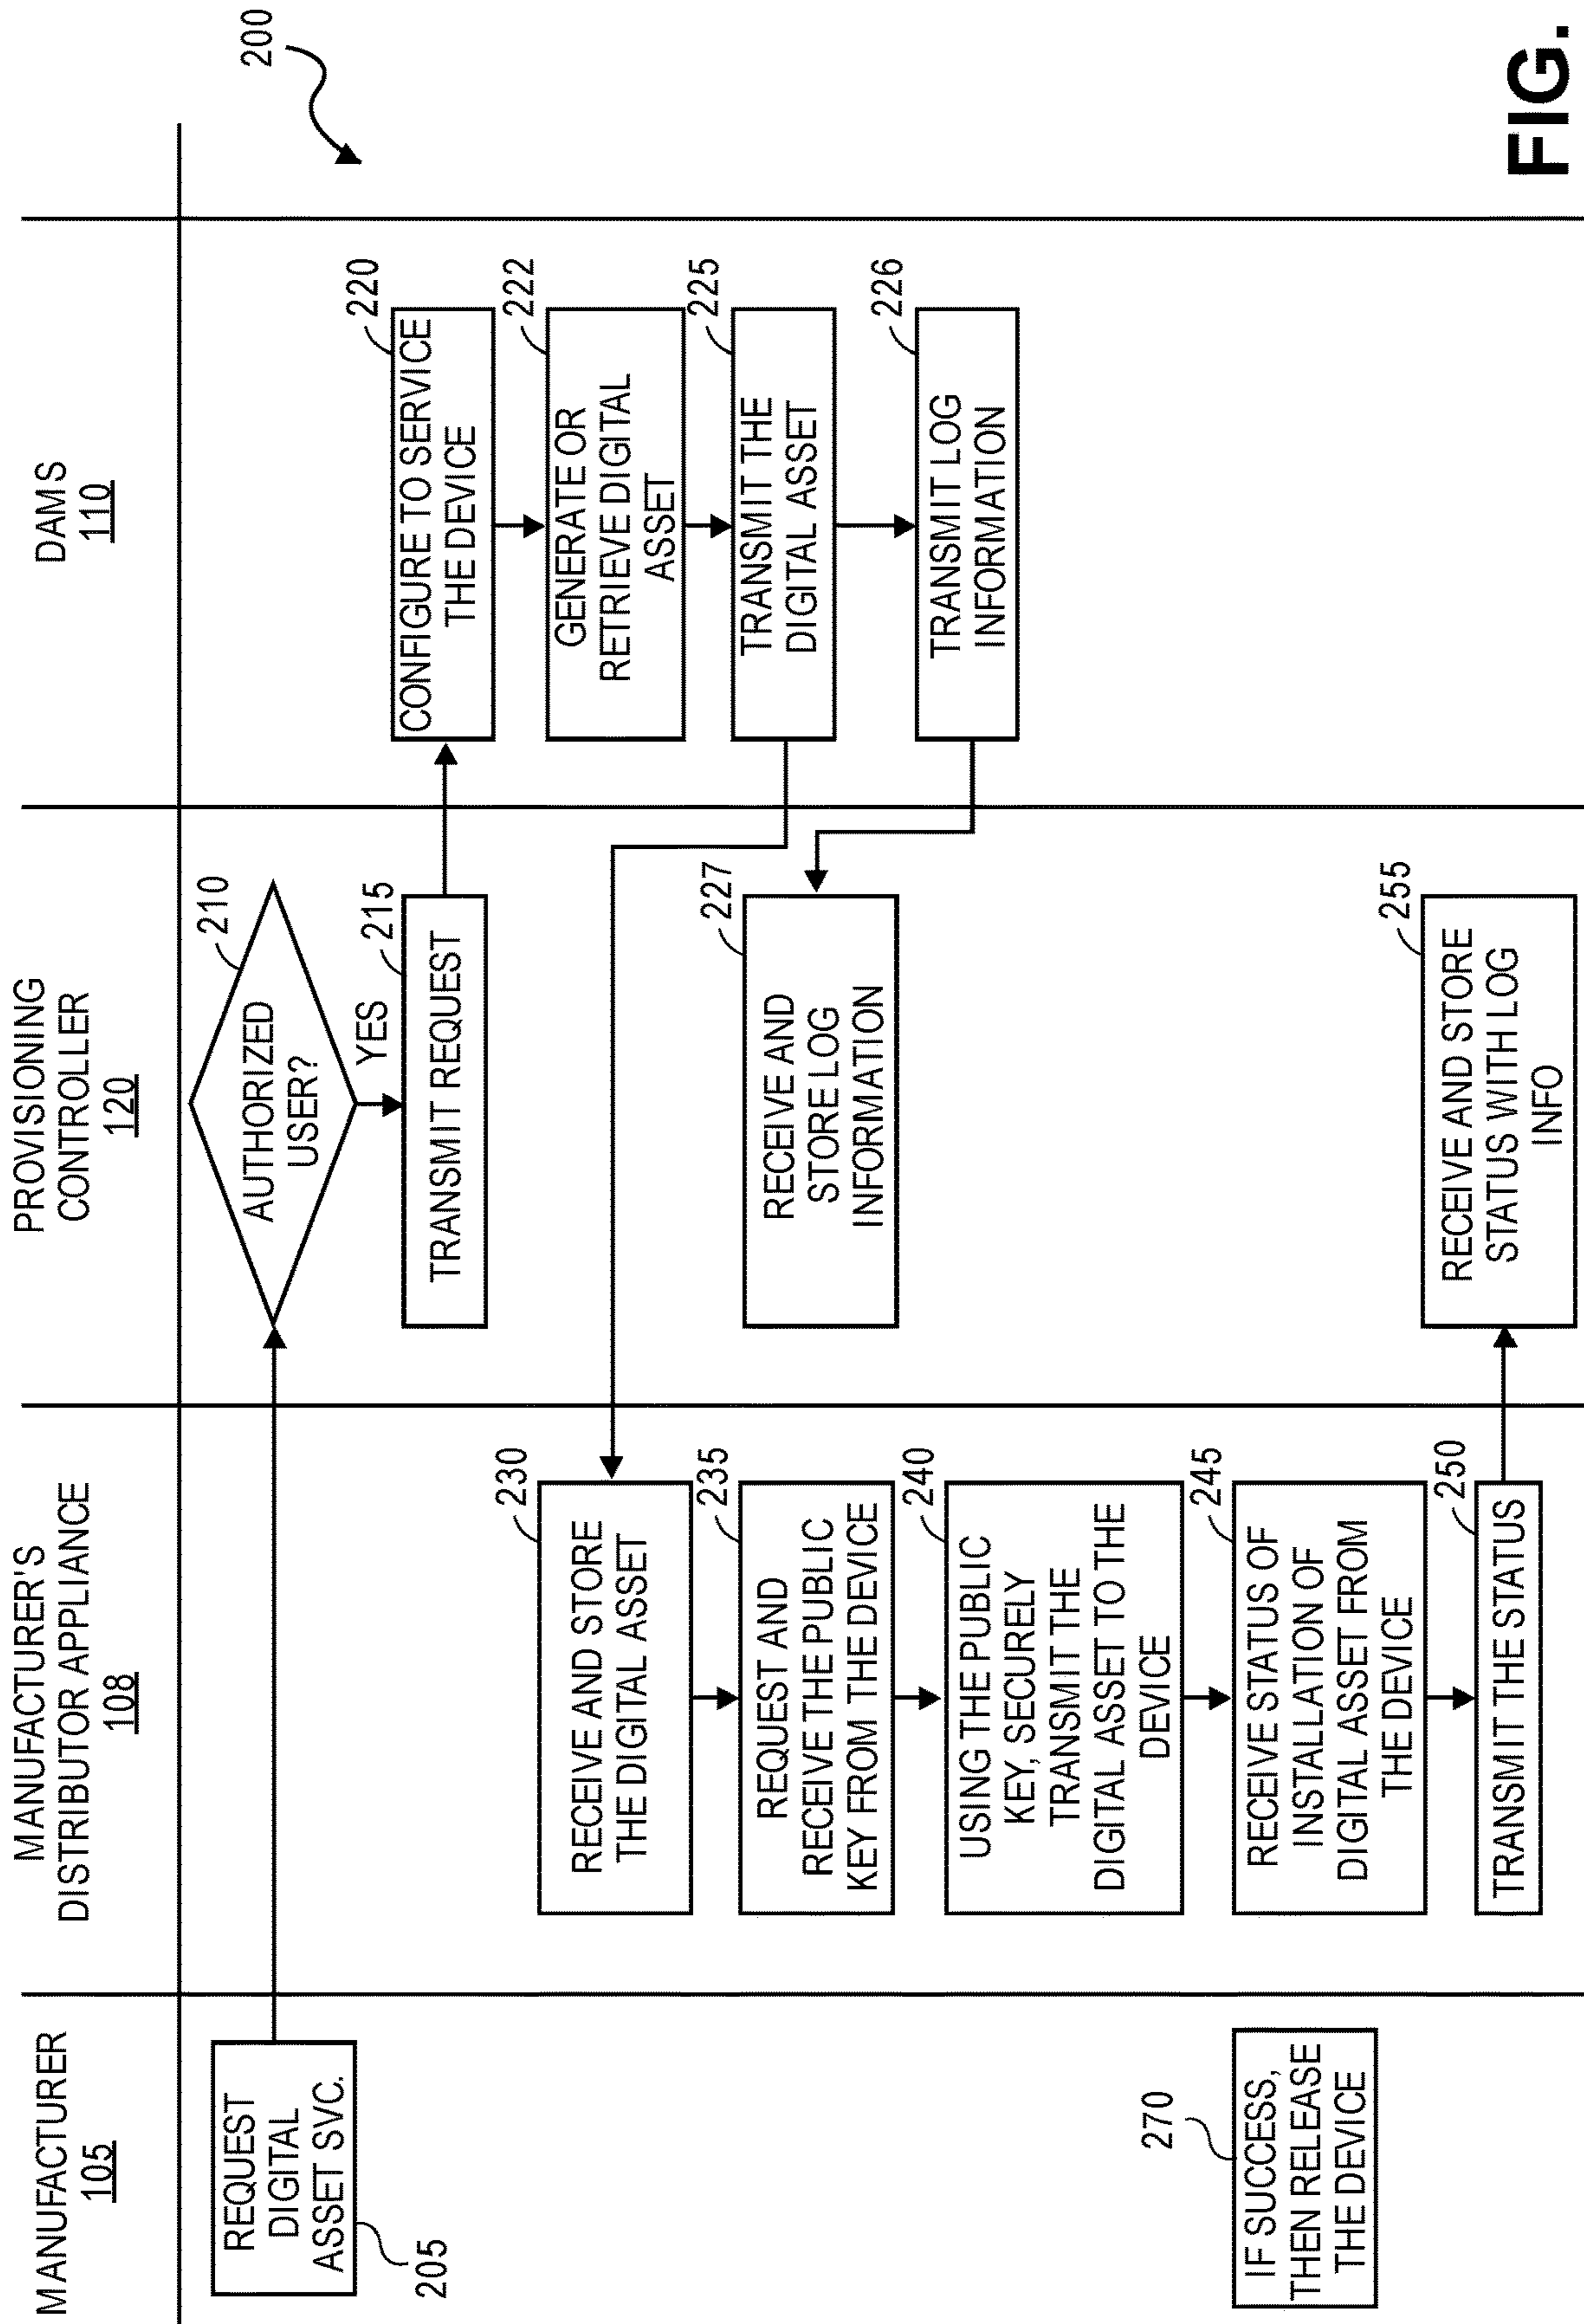 MANUFACTURER
105
MANUFACTURER'S
DISTRIBUTOR APPLIANCE
108
PROVISIONING
CONTROLLER
120
DAMS
110
200
REQUEST
DIGITAL
ASSET SVC.
205
210
AUTHORIZED
USER?
YES
215
TRANSMIT REQUEST
220
CONFIGURE TO SERVICE
THE DEVICE
222
GENERATE OR
RETRIEVE DIGITAL
ASSET
225
TRANSMIT THE
DIGITAL ASSET
226
TRANSMIT LOG
INFORMATION
227
RECEIVE AND
STORE LOG
INFORMATION
230
RECEIVE AND STORE
THE DIGITAL ASSET
235
REQUEST AND
RECEIVE THE PUBLIC
KEY FROM THE DEVICE
240
USING THE PUBLIC
KEY, SECURELY
TRANSMIT THE
DIGITAL ASSET TO THE
DEVICE
245
RECEIVE STATUS OF
INSTALLATION OF
DIGITAL ASSET FROM
THE DEVICE
250
TRANSMIT THE STATUS
255
RECEIVE AND STORE
STATUS WITH LOG
INFO
270
IF SUCCESS,
THEN RELEASE
THE DEVICE
FIG.